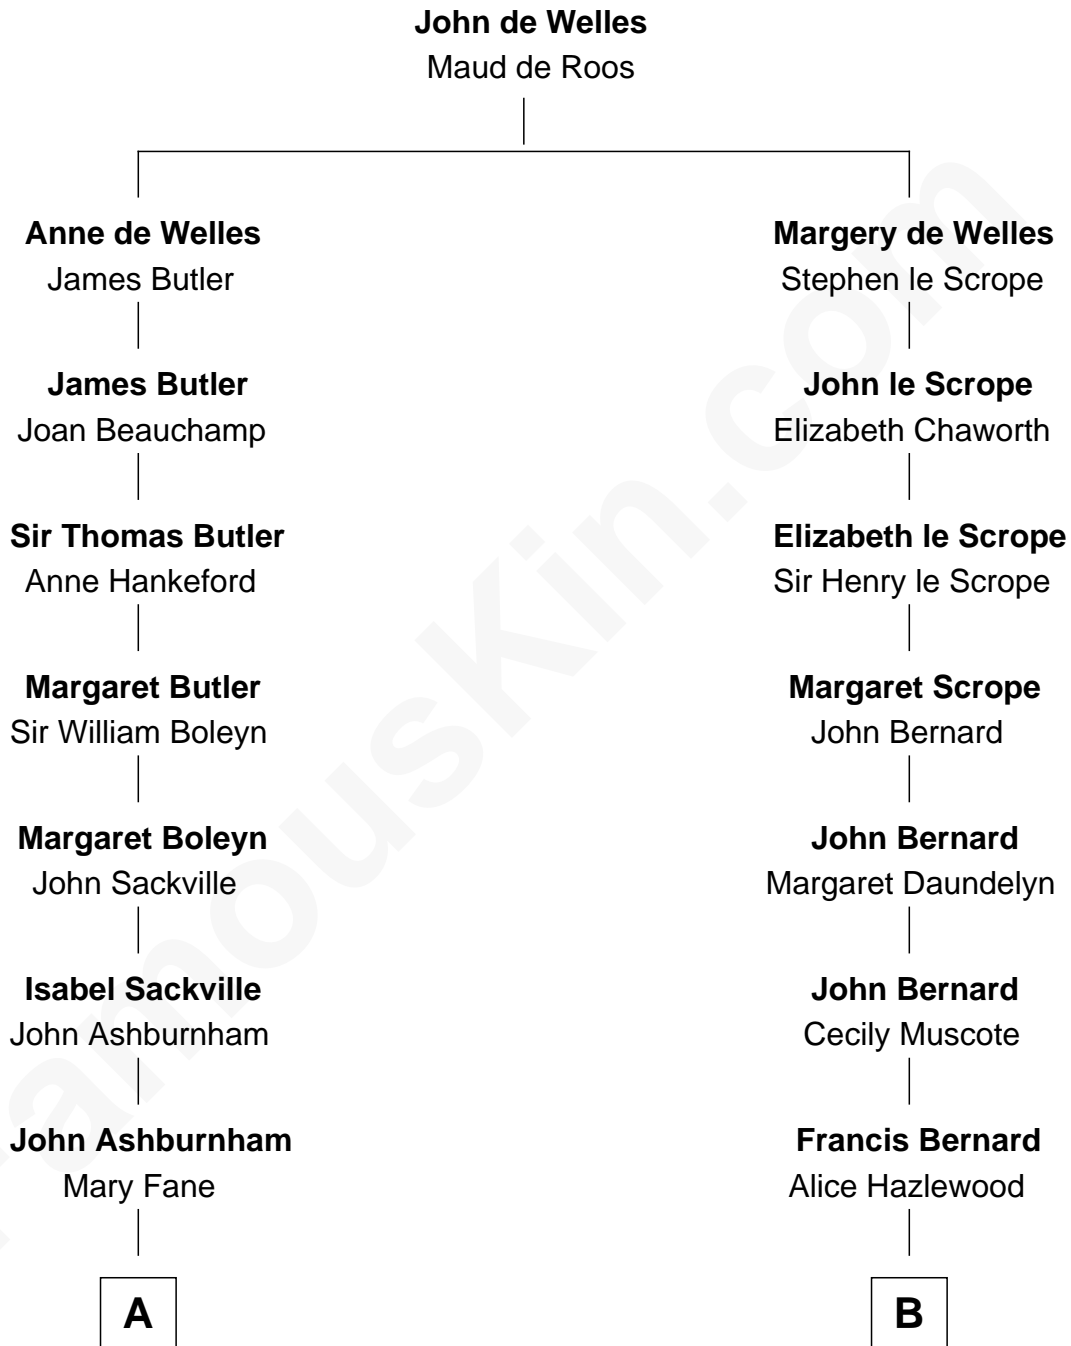 John de Welles
Maud de Roos
Anne de Welles
James Butler
Margery de Welles
Stephen le Scrope
James Butler
Joan Beauchamp
John le Scrope
Elizabeth Chaworth
Sir Thomas Butler
Anne Hankeford
Elizabeth le Scrope
Sir Henry le Scrope
Margaret Butler
Sir William Boleyn
Margaret Scrope
John Bernard
Margaret Boleyn
John Sackville
John Bernard
Margaret Daundelyn
Isabel Sackville
John Ashburnham
John Bernard
Cecily Muscote
John Ashburnham
Mary Fane
Francis Bernard
Alice Hazlewood
A
B
FamousKin.com